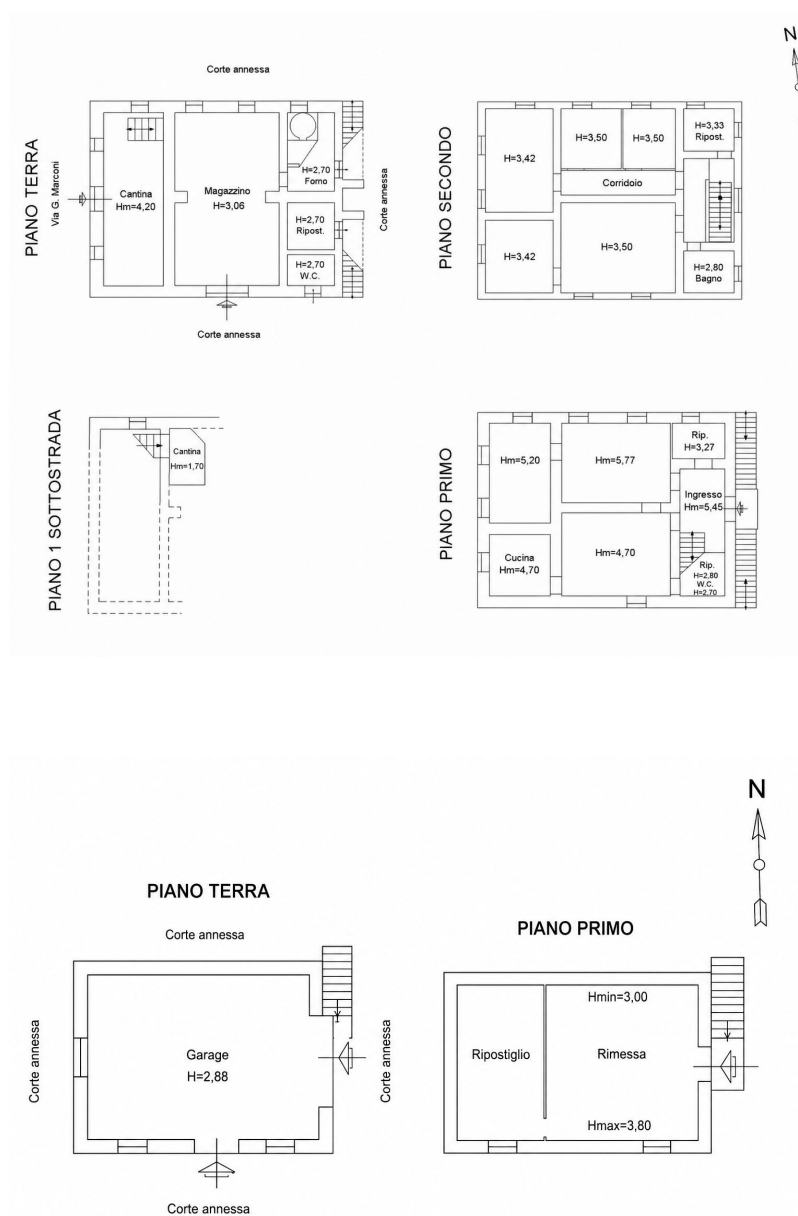 N
Corte annessa
PIANO TERRA
Via G. Marconi
Cantina
Hm=4,20
Magazzino
H=3,06
H=2,70
Forno
H=2,70
Ripost.
H=2,70
W.C.
Corte annessa
Corte annessa
PIANO SECONDO
H=3,42
H=3,50
H=3,50
H=3,33
Ripost.
Corridoio
H=3,42
H=3,50
H=2,80
Bagno
PIANO 1 SOTTOSTRADA
Cantina
Hm=1,70
PIANO PRIMO
Hm=5,20
Hm=5,77
Rip.
H=3,27
Ingresso
Hm=5,45
Cucina
Hm=4,70
Hm=4,70
Rip.
H=2,80
W.C.
H=2,70
N
PIANO TERRA
Corte annessa
Corte annessa
Garage
H=2,88
Corte annessa
Corte annessa
PIANO PRIMO
Hmin=3,00
Ripostiglio
Rimessa
Hmax=3,80